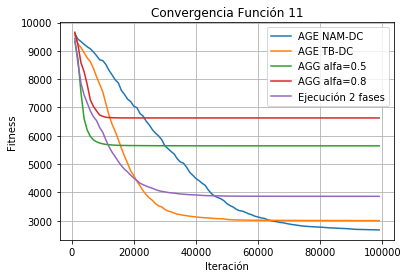 Convergencia Función 11
Fitness
10000
9000
8000
7000
6000
5000
4000
3000
AGE NAM-DC
AGE TB-DC
AGG alfa=0.5
AGG alfa=0.8
Ejecución 2 fases
0 20000 40000 60000 80000 100000
Iteración